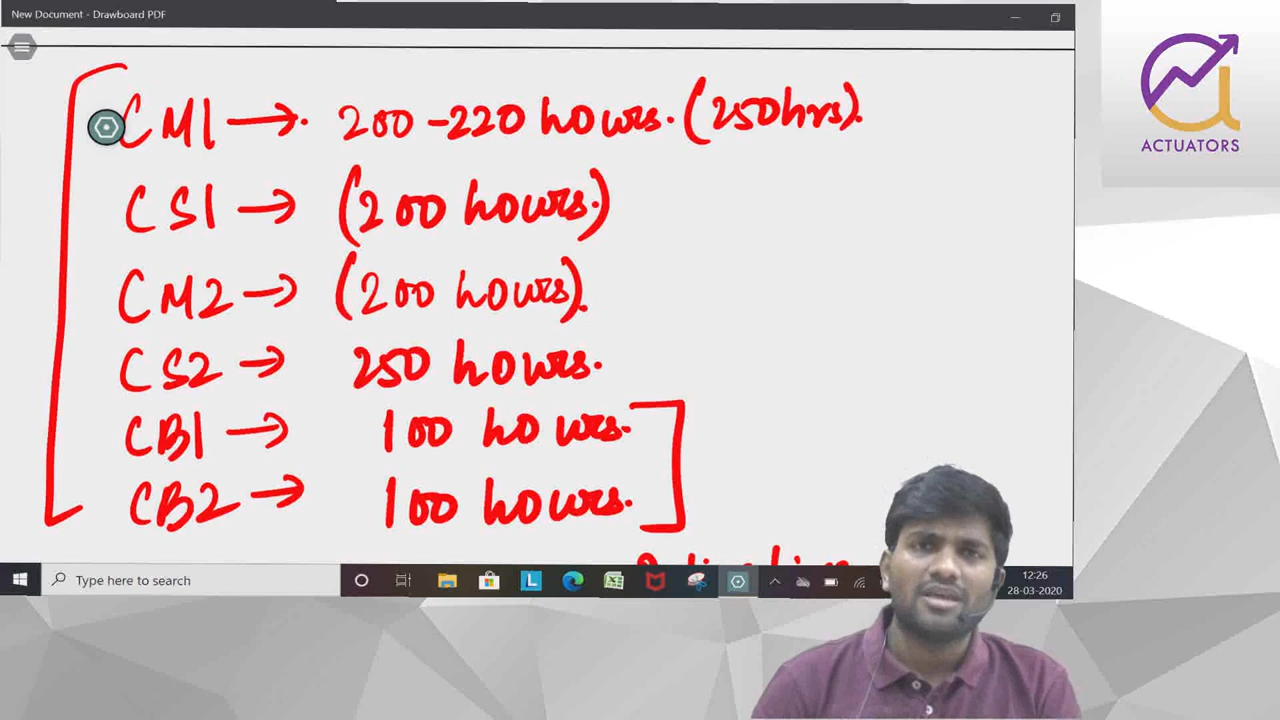 New Document - Drawboard PDF
CM1 → 200-220 hours. (250hrs).
CS1 → (200 hours.)
CM2 → (200 hours).
CS2 → 250 hours.
CB1 → 100 hours.
CB2 → 100 hours.
Type here to search
12:26
28-03-2020
ACTUATORS